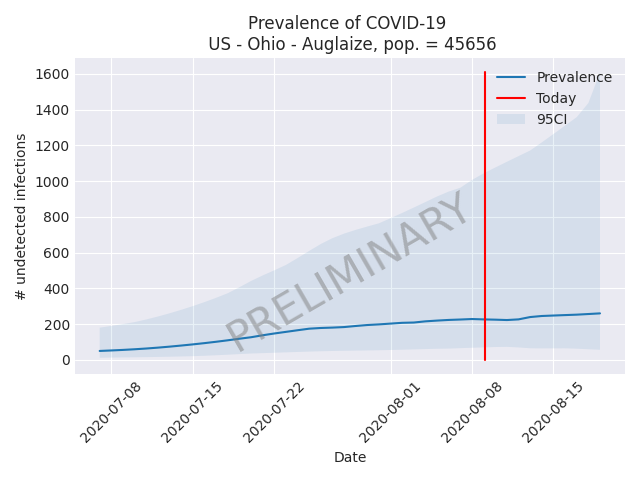 Prevalence of COVID-19
US - Ohio - Auglaize, pop. = 45656
1600
1400
1200
1000
800
600
400
200
0
# undetected infections
Prevalence
Today
95CI
PRELIMINARY
2020-07-08
2020-07-15
2020-07-22
2020-08-01
2020-08-08
2020-08-15
Date